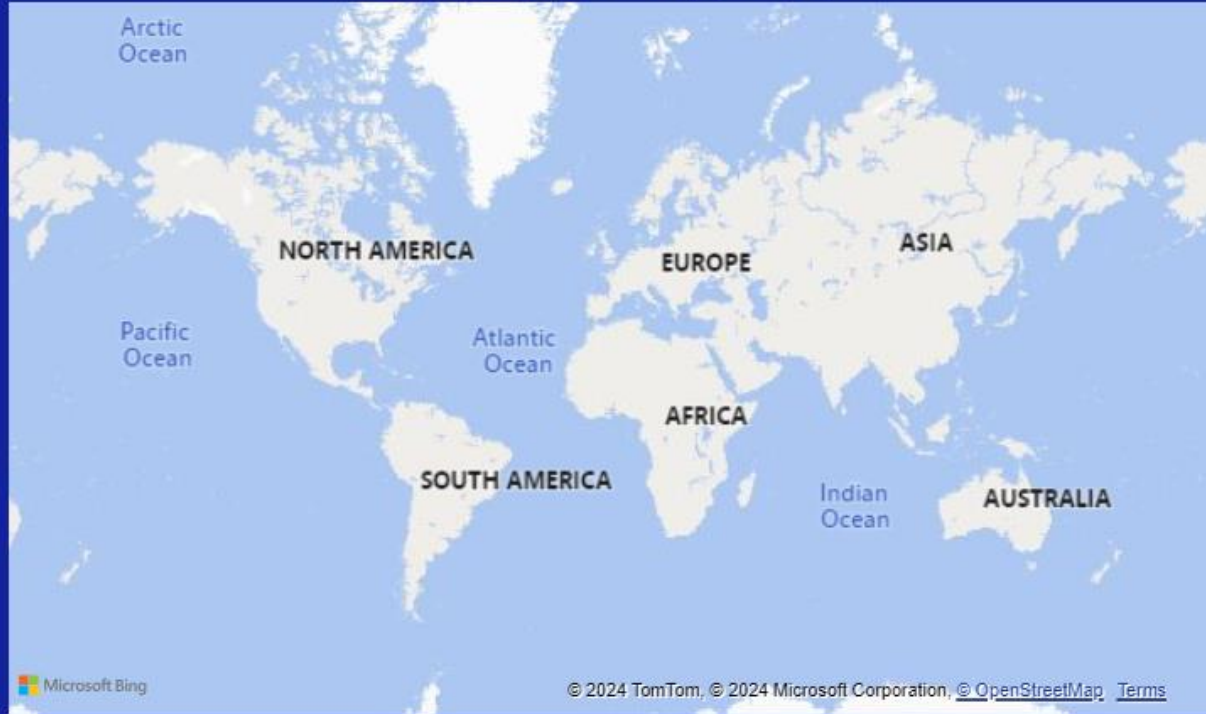 Arctic
Ocean
NORTH AMERICA
ASIA
EUROPE
Pacific
Ocean
Atlantic
Ocean
AFRICA
SOUTH AMERICA
Indian
Ocean
AUSTRALIA
Microsoft Bing
© 2024 TomTom, © 2024 Microsoft Corporation, © OpenStreetMap Terms